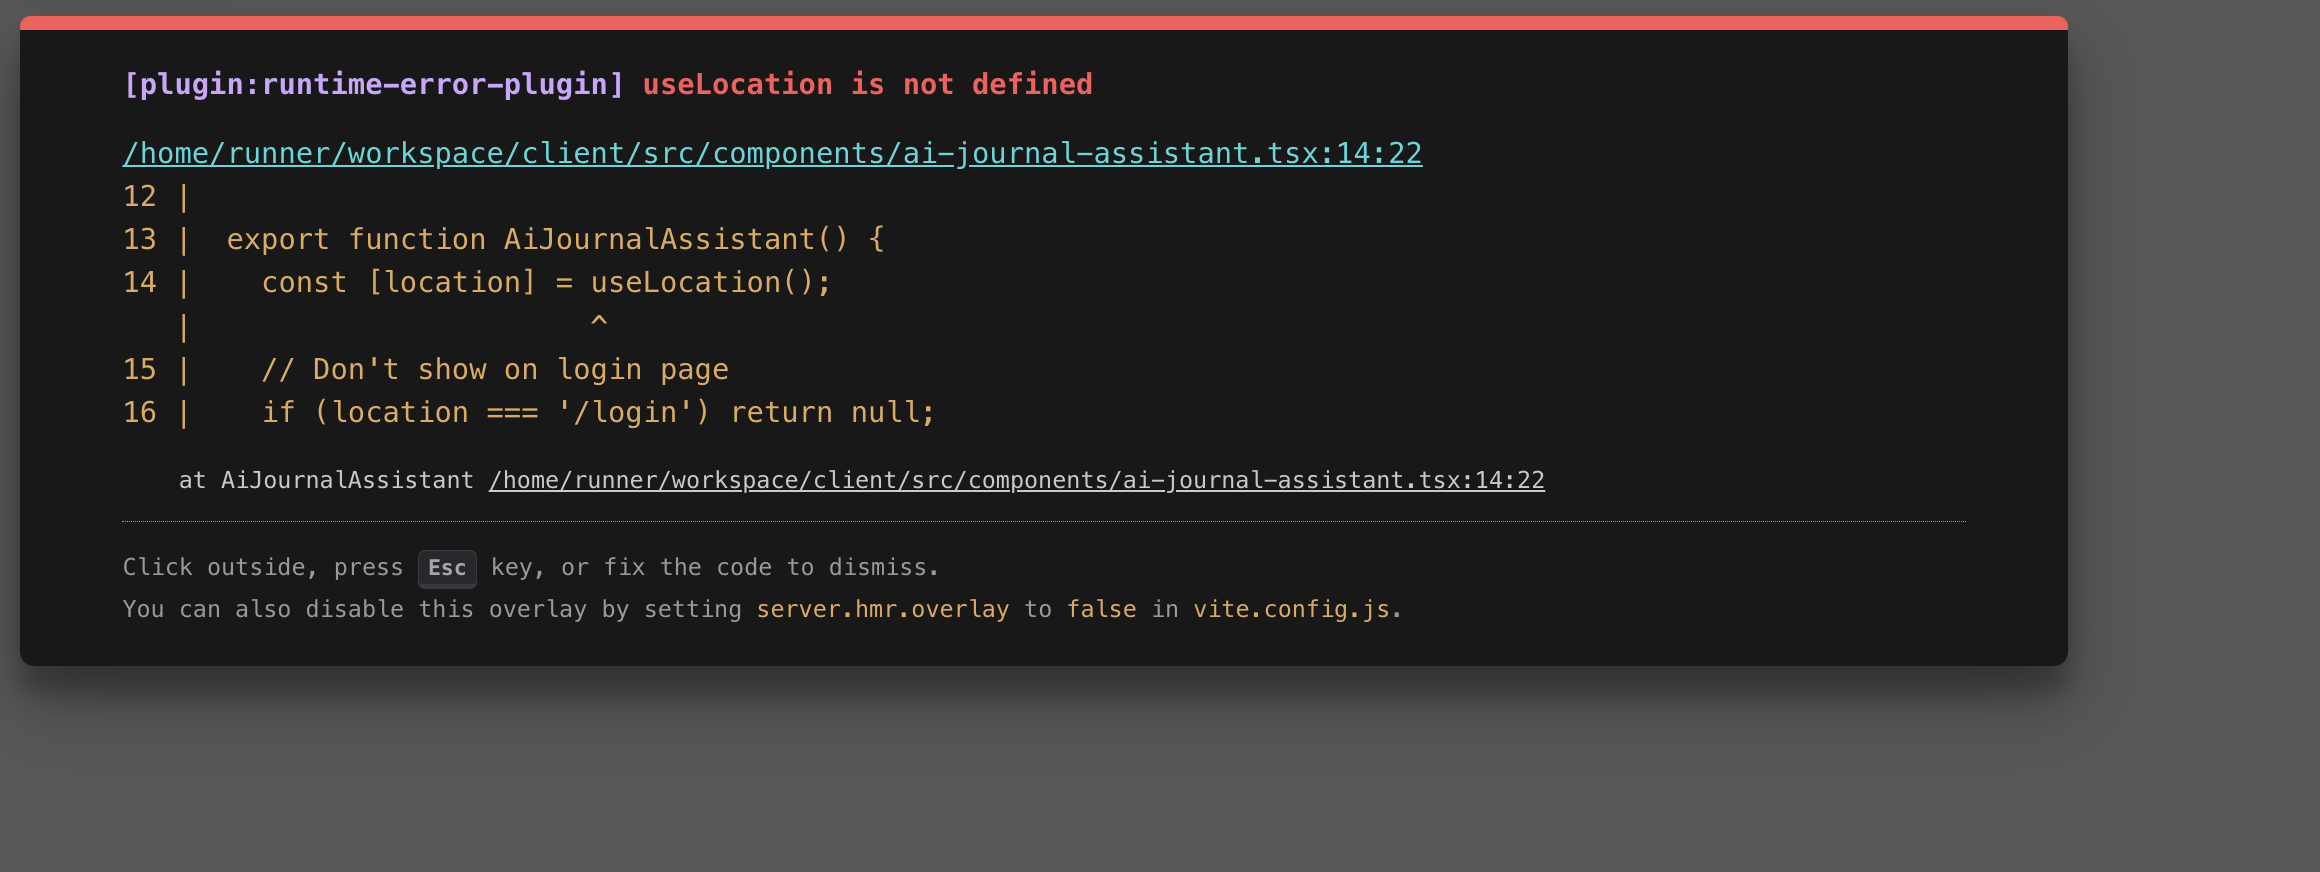 [plugin:runtime-error-plugin] useLocation is not defined
/home/runner/workspace/client/src/components/ai-journal-assistant.tsx:14:22
12 |
13 |  export function AiJournalAssistant() {
14 |    const [location] = useLocation();
   |                       ^
15 |    // Don't show on login page
16 |    if (location === '/login') return null;
at AiJournalAssistant /home/runner/workspace/client/src/components/ai-journal-assistant.tsx:14:22
Click outside, press Esc key, or fix the code to dismiss.
You can also disable this overlay by setting server.hmr.overlay to false in vite.config.js.